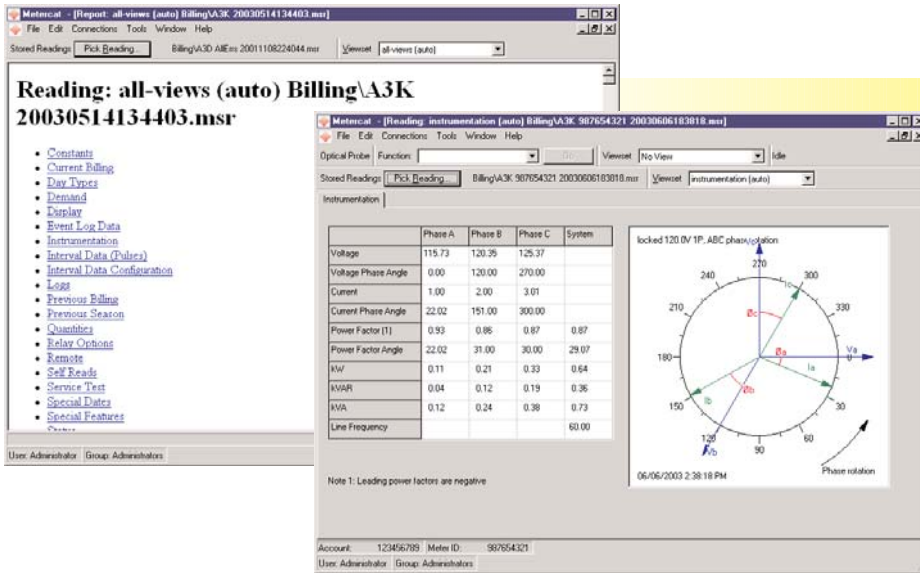 Metercat - [Report: all-views (auto) Billing\A3K 20030514134403.msr]
File Edit Connections Tools Window Help
Stored Readings Pick Reading... Billing\A3D AllEns 20011108224044.msr Viewset all-views (auto)
Reading: all-views (auto) Billing\A3K
20030514134403.msr
Constants
Current Billing
Day Types
Demand
Display
Event Log Data
Instrumentation
Interval Data (Pulses)
Interval Data Configuration
Logs
Previous Billing
Previous Season
Quantities
Relay Options
Remote
Self Reads
Service Test
Special Dates
Special Features
Status
User: Administrator Group: Administrators
Metercat - [Reading: instrumentation (auto) Billing\A3K 987654321 20030606183818.msr]
File Edit Connections Tools Window Help
Optical Probe Function: Go Viewset No View Idle
Stored Readings Pick Reading... Billing\A3K 987654321 20030606183818.msr Viewset instrumentation (auto)
Instrumentation
Phase A Phase B Phase C System
Voltage 115.73 120.35 125.37
Voltage Phase Angle 0.00 120.00 270.00
Current 1.00 2.00 3.01
Current Phase Angle 22.02 151.00 300.00
Power Factor (1) 0.93 0.86 0.87 0.87
Power Factor Angle 22.02 31.00 30.00 29.07
kW 0.11 0.21 0.33 0.64
kVAR 0.04 0.12 0.19 0.36
kVA 0.12 0.24 0.38 0.73
Line Frequency 60.00
Note 1: Leading power factors are negative
locked 120.0V 1P, ABC phase rotation
Vc
270
240 300
Ic
210 330
Øc
180 Øa Va 0
Ia
Øb
Ib
150 30
120 60
Vb 90
Phase rotation
06/06/2003 2:38:18 PM
Account: 123456789 Meter ID: 987654321
User: Administrator Group: Administrators